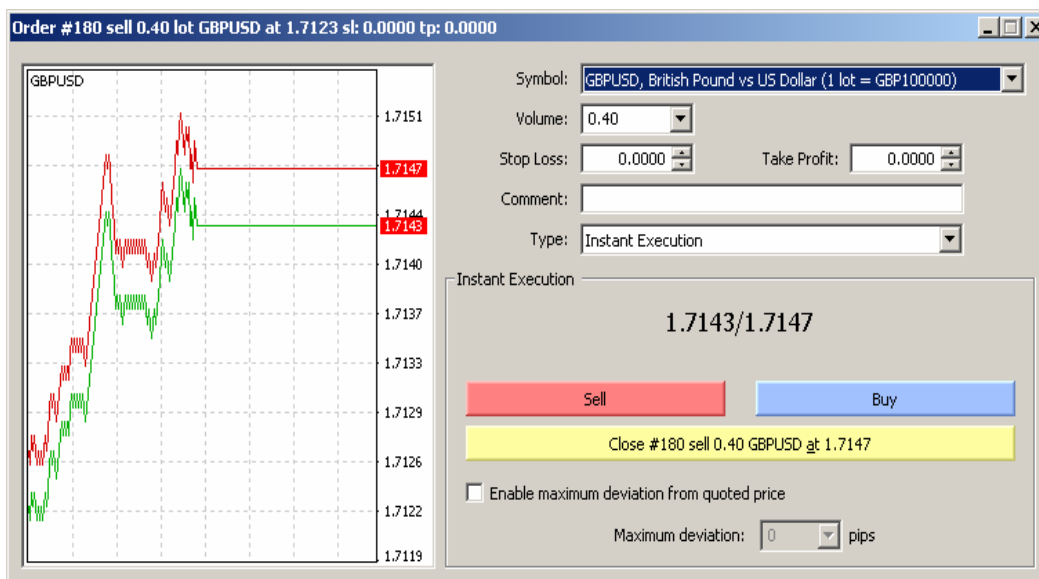 Order #180 sell 0.40 lot GBPUSD at 1.7123 sl: 0.0000 tp: 0.0000
GBPUSD
1.7151
1.7147
1.7144
1.7143
1.7140
1.7137
1.7133
1.7129
1.7126
1.7122
1.7119
Symbol: GBPUSD, British Pound vs US Dollar (1 lot = GBP100000)
Volume: 0.40
Stop Loss: 0.0000 Take Profit: 0.0000
Comment:
Type: Instant Execution
Instant Execution
1.7143/1.7147
Sell Buy
Close #180 sell 0.40 GBPUSD at 1.7147
Enable maximum deviation from quoted price
Maximum deviation: 0 pips